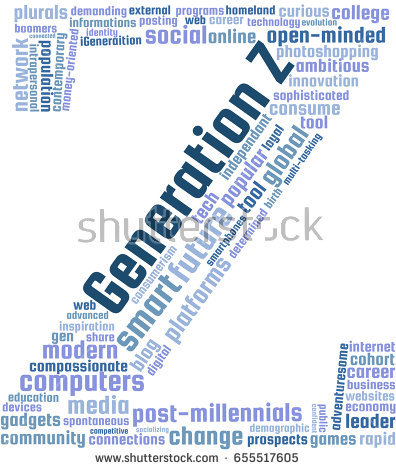 plurals demanding external programs homeland curious college
boomers informations posting web career technology evolution
connected identity social online open-minded
network
intrapersonal
population
contemporary
money-oriented
iGeneraition
photoshopping
ambitious
innovation
sophisticated
consume
tool
Generation Z
independant
loyal
global
multi-tasking
popular
tool
birth
tech
smartphones
determined
consumerism
future
smart
platforms
blog
digital
web
advanced
inspiration
gen share
modern
compassionate
computers
education
devices
media
gadgets spontaneous post-millennials
community competitive
connections
socializing
change
demographic
prospects games rapid
public
confident
adventuresome
internet
cohort
career
business
websites
economy
leader
shutterstock
www.shutterstock.com · 655517605